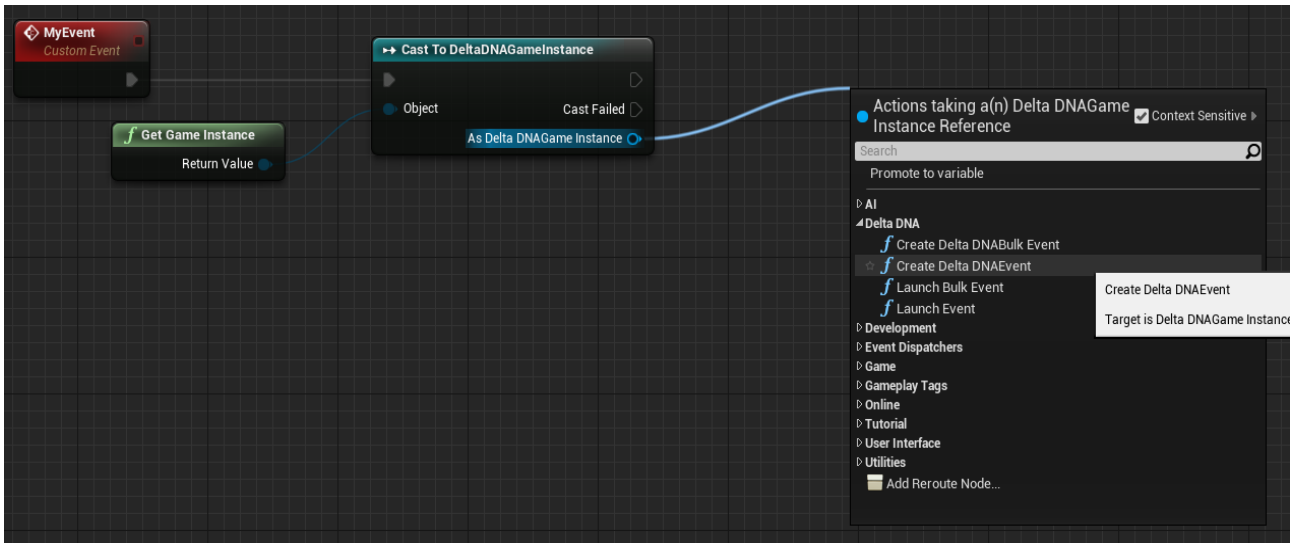 MyEvent
Custom Event
Cast To DeltaDNAGameInstance
Object
Cast Failed
As Delta DNAGame Instance
f Get Game Instance
Return Value
Actions taking a(n) Delta DNAGame
Instance Reference
Context Sensitive
Search
Promote to variable
AI
Delta DNA
f Create Delta DNABulk Event
f Create Delta DNAEvent
f Launch Bulk Event
f Launch Event
Development
Event Dispatchers
Game
Gameplay Tags
Online
Tutorial
User Interface
Utilities
Add Reroute Node...
Create Delta DNAEvent
Target is Delta DNAGame Instance